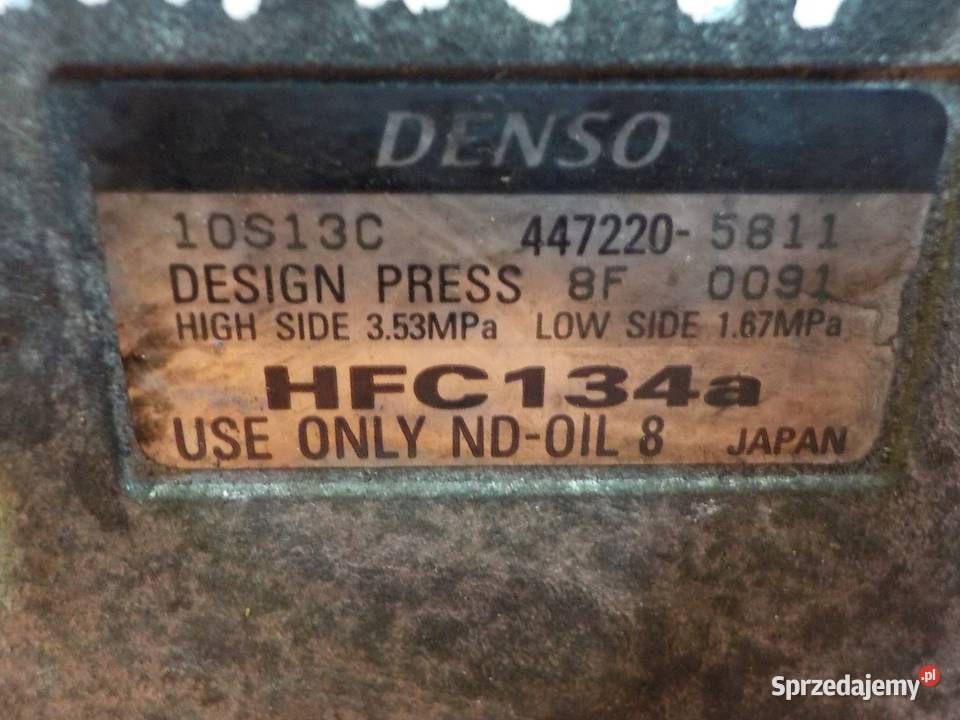 DENSO
10S13C 447220-5811
DESIGN PRESS 8F 0091
HIGH SIDE 3.53MPa LOW SIDE 1.67MPa
HFC134a
USE ONLY ND-OIL 8 JAPAN
Sprzedajemy.pl